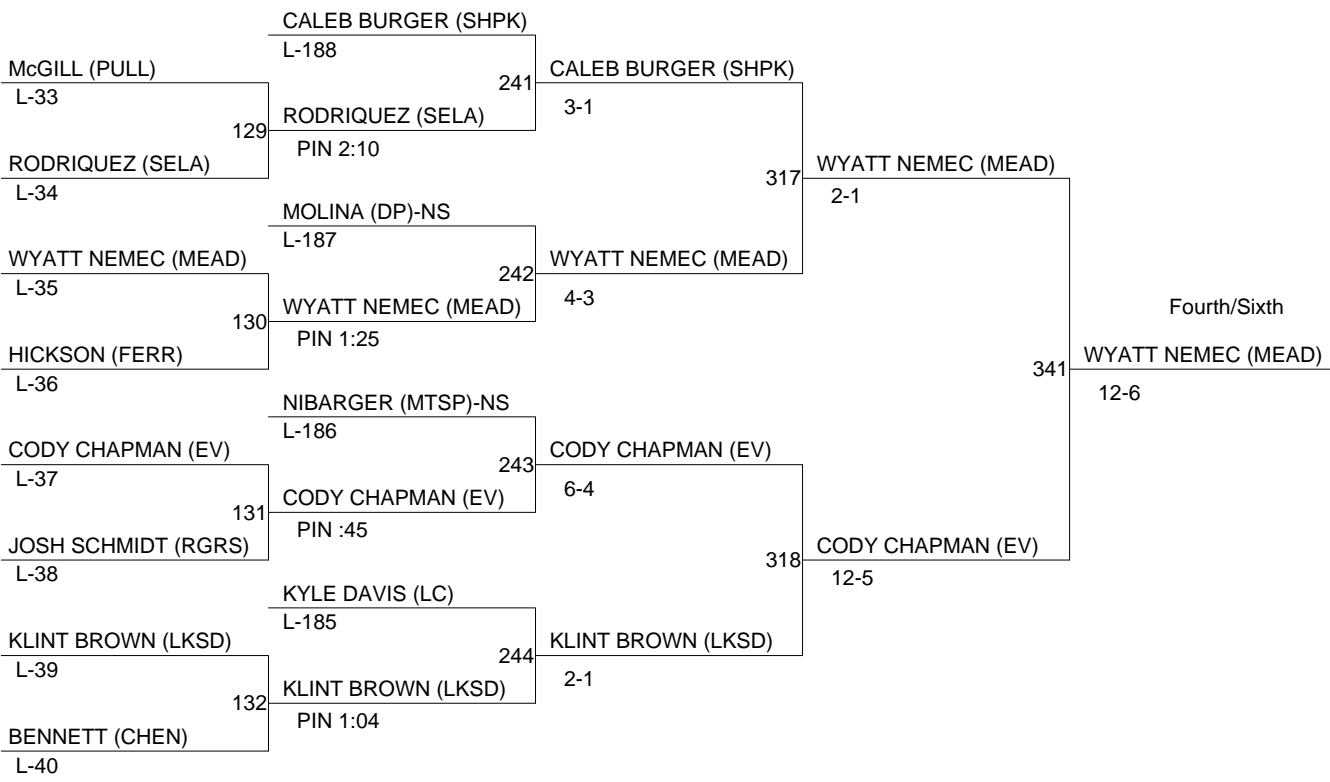 CALEB BURGER (SHPK)
L-188
McGILL (PULL)
L-33
241
CALEB BURGER (SHPK)
3-1
129
RODRIQUEZ (SELA)
PIN 2:10
RODRIQUEZ (SELA)
L-34
317
WYATT NEMEC (MEAD)
2-1
MOLINA (DP)-NS
L-187
WYATT NEMEC (MEAD)
L-35
242
WYATT NEMEC (MEAD)
4-3
130
WYATT NEMEC (MEAD)
PIN 1:25
Fourth/Sixth
HICKSON (FERR)
L-36
341
WYATT NEMEC (MEAD)
12-6
NIBARGER (MTSP)-NS
L-186
CODY CHAPMAN (EV)
L-37
243
CODY CHAPMAN (EV)
6-4
131
CODY CHAPMAN (EV)
PIN :45
JOSH SCHMIDT (RGRS)
L-38
318
CODY CHAPMAN (EV)
12-5
KYLE DAVIS (LC)
L-185
KLINT BROWN (LKSD)
L-39
244
KLINT BROWN (LKSD)
2-1
132
KLINT BROWN (LKSD)
PIN 1:04
BENNETT (CHEN)
L-40